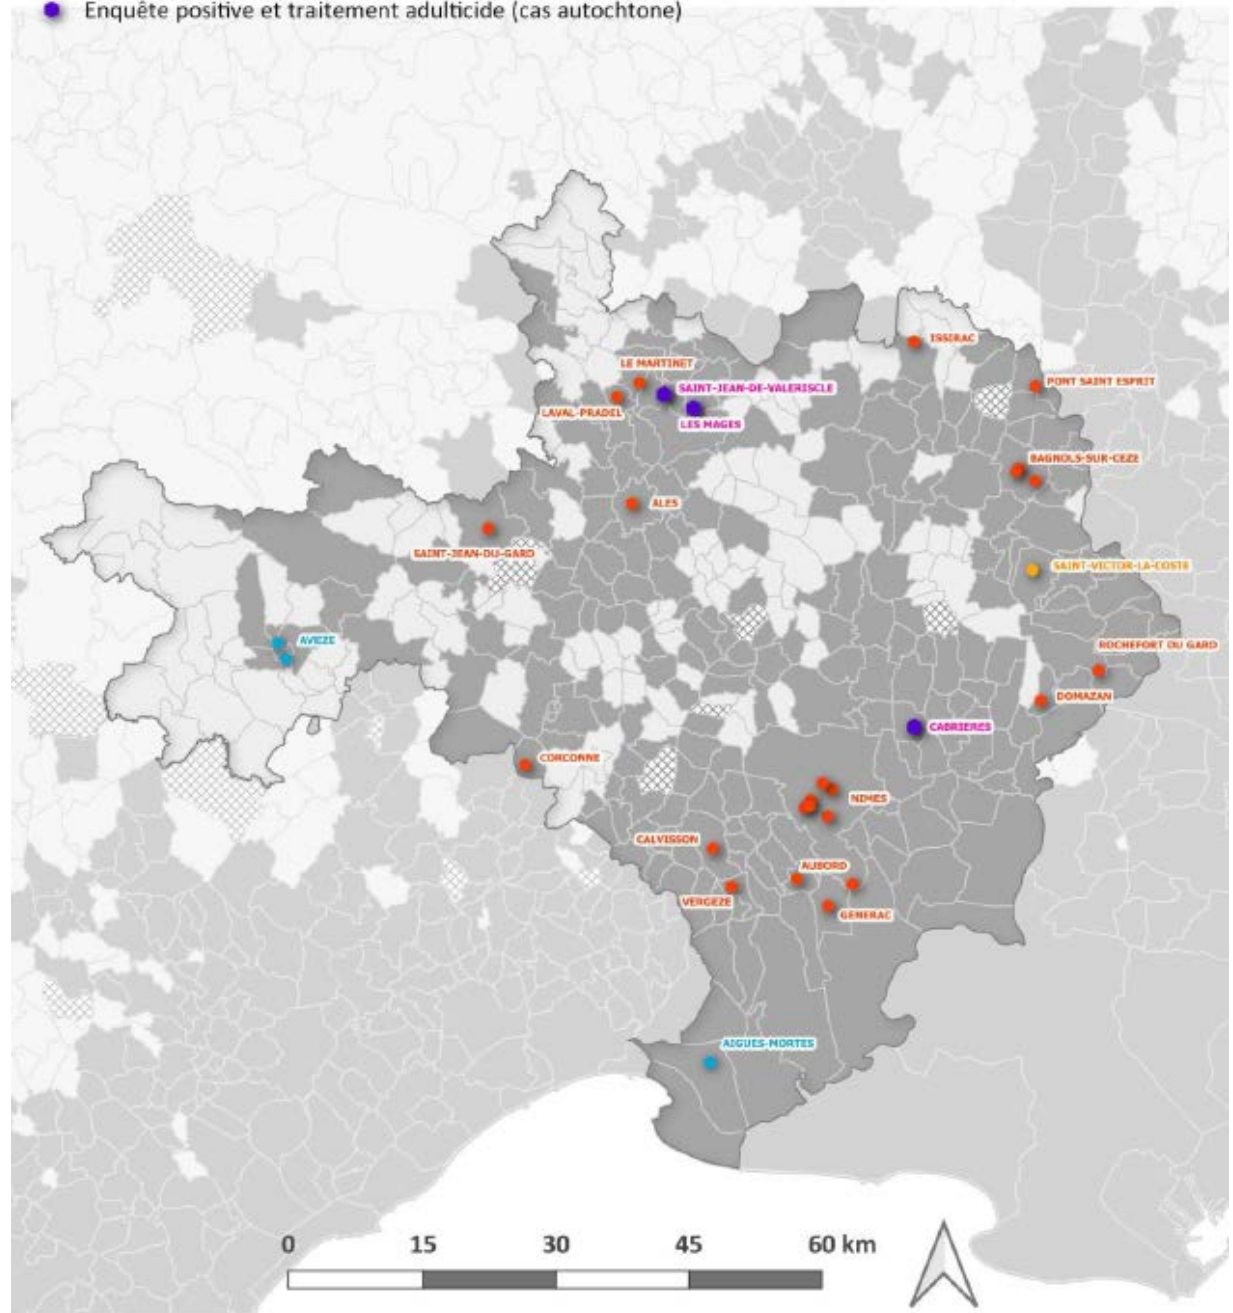 Enquête positive et traitement adulticide (cas autochtone)
ISSIRAC
LE MARTINET
PONT SAINT ESPRIT
SAINT-JEAN-DE-VALERISCLE
LAVAL-PRADEL
LES MAGES
BAGNOLS-SUR-CEZE
ALES
SAINT-JEAN-DU-GARD
SAINT-VICTOR-LA-COSTE
AVEZE
ROCHEFORT DU GARD
DOMAZAN
CABRIERES
CORCONNE
NIMES
CALVISSON
AUBORD
VERGEZE
GENERAC
AIGUES-MORTES
0 15 30 45 60 km